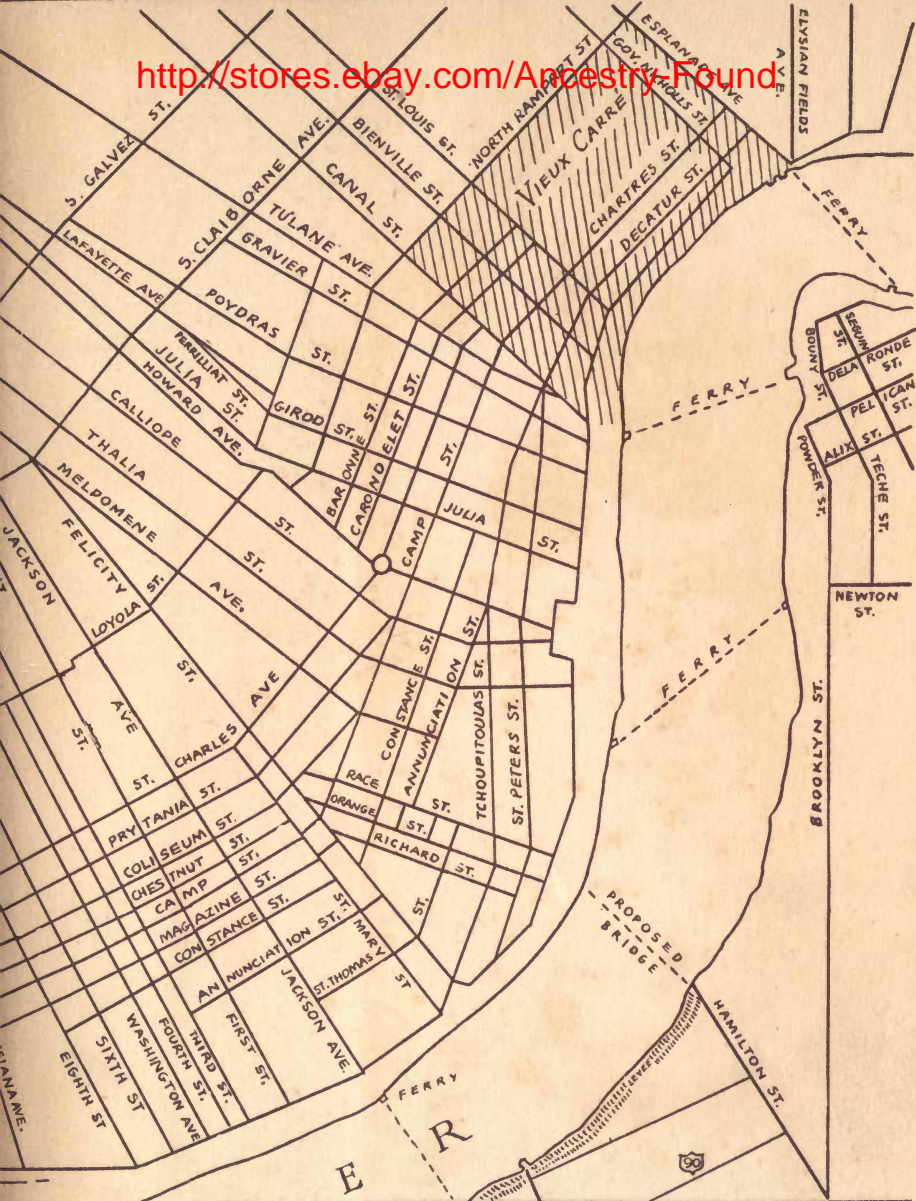 http://stores.ebay.com/Ancestry-Found
ELYSIAN FIELDS
AVE.
ESPLANADE AVE
GOV. NICHOLLS ST.
NORTH RAMPART ST
ST. LOUIS ST.
BIENVILLE ST.
CANAL ST.
VIEUX CARRÉ
CHARTRES ST.
DECATUR ST.
FERRY
S. GALVEZ ST.
S. CLAIBORNE AVE.
TULANE AVE.
GRAVIER ST.
LAFAYETTE AVE
POYDRAS ST.
PERRILLIAT ST.
JULIA ST.
HOWARD AVE.
GIROD ST.
CALLIOPE ST.
THALIA ST.
MELPOMENE AVE.
BARONNE ST.
CARONDELET ST.
CAMP ST.
JULIA ST.
FERRY
BOUNY ST.
SEGUIN ST.
DELARONDE ST.
PELICAN ST.
ALIX ST.
POWDER ST.
TECHE ST.
NEWTON ST.
JACKSON AVE
FELICITY ST.
LOYOLA ST.
ST.
ST. CHARLES AVE
CONSTANCE ST.
ANNUNCIATION ST.
TCHOUPITOULAS ST.
ST. PETERS ST.
FERRY
BROOKLYN ST.
RACE ST.
ORANGE ST.
RICHARD ST.
ST.
PRYTANIA ST.
COLISEUM ST.
CHESTNUT ST.
CAMP ST.
MAGAZINE ST.
CONSTANCE ST.
ANNUNCIATION ST.
ST. THOMAS
ST. MARY ST
JACKSON AVE.
FIRST ST.
THIRD ST.
FOURTH ST.
WASHINGTON AVE
SIXTH ST
EIGHTH ST
SIANA AVE.
PROPOSED
BRIDGE
HAMILTON ST.
LEVEE
FERRY
E R
90